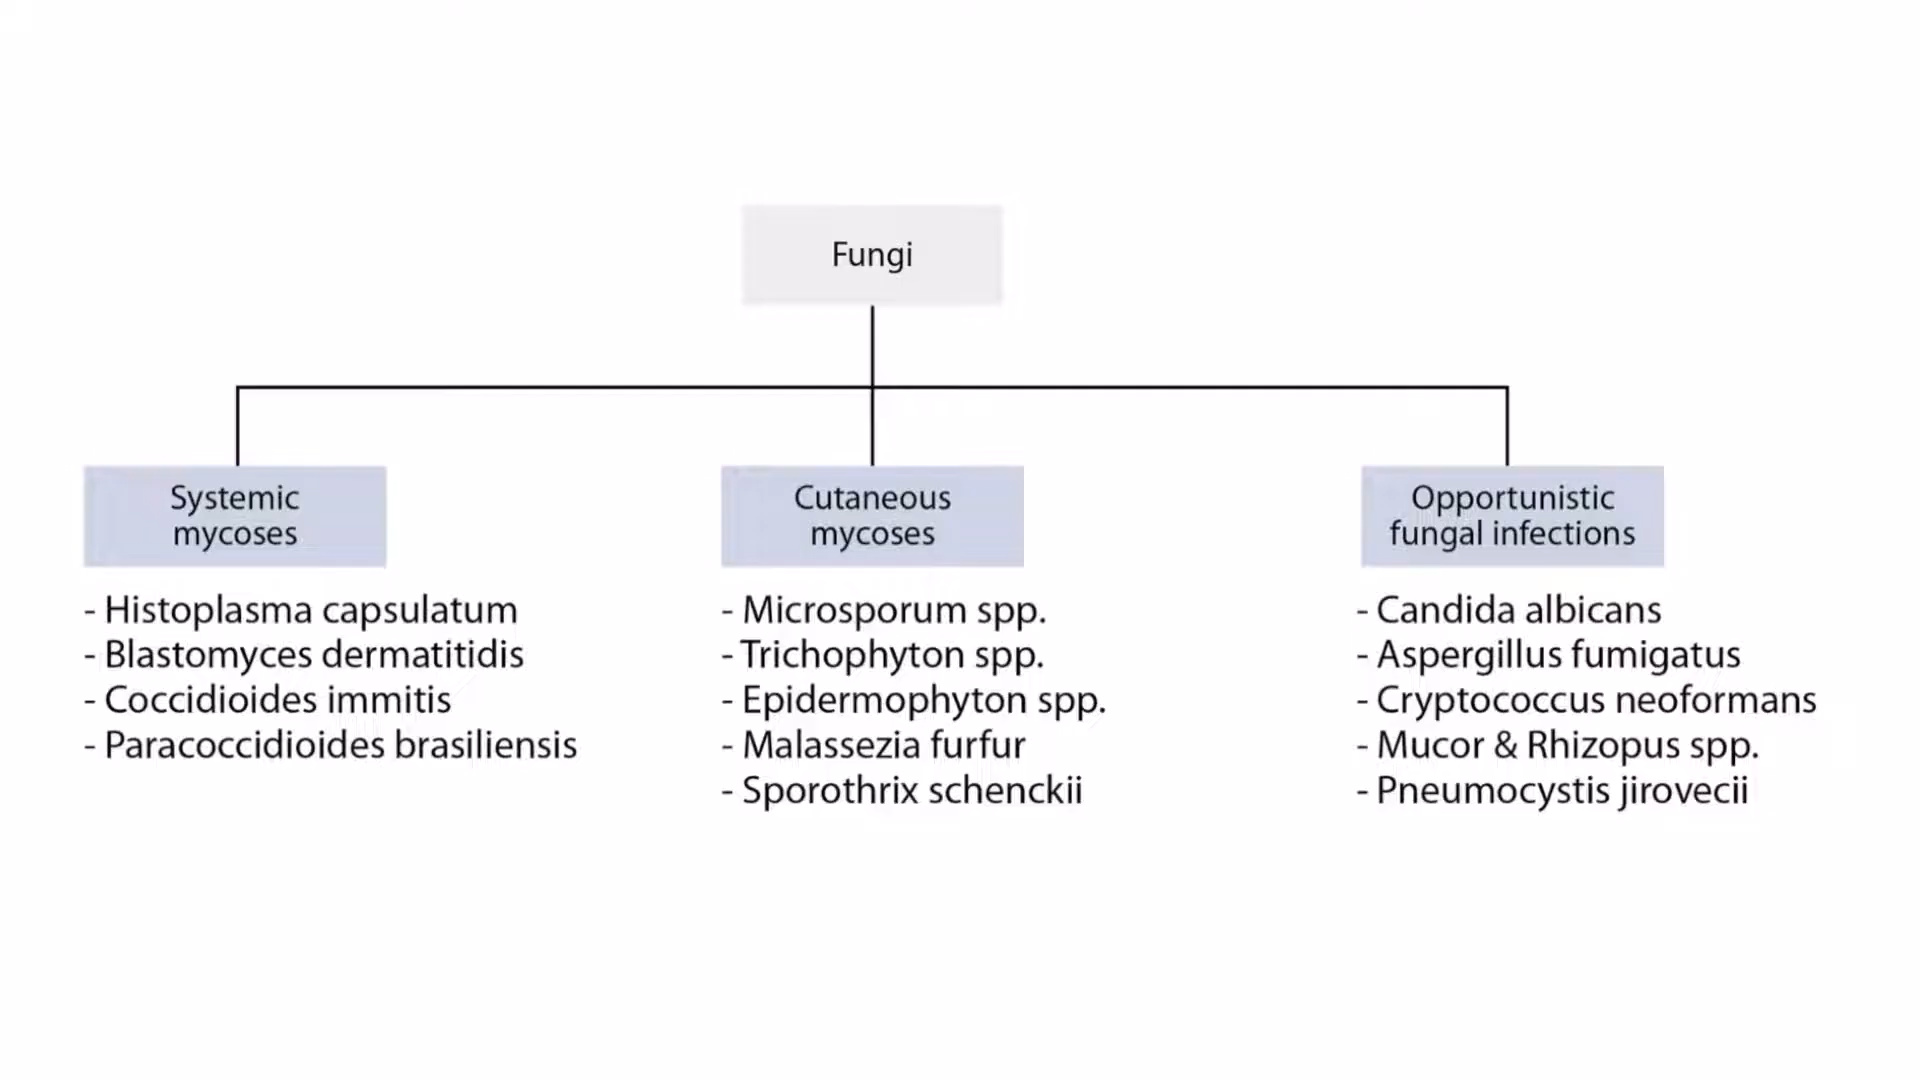 Fungi
Systemic
mycoses
- Histoplasma capsulatum
- Blastomyces dermatitidis
- Coccidioides immitis
- Paracoccidioides brasiliensis
Cutaneous
mycoses
- Microsporum spp.
- Trichophyton spp.
- Epidermophyton spp.
- Malassezia furfur
- Sporothrix schenckii
Opportunistic
fungal infections
- Candida albicans
- Aspergillus fumigatus
- Cryptococcus neoformans
- Mucor & Rhizopus spp.
- Pneumocystis jirovecii